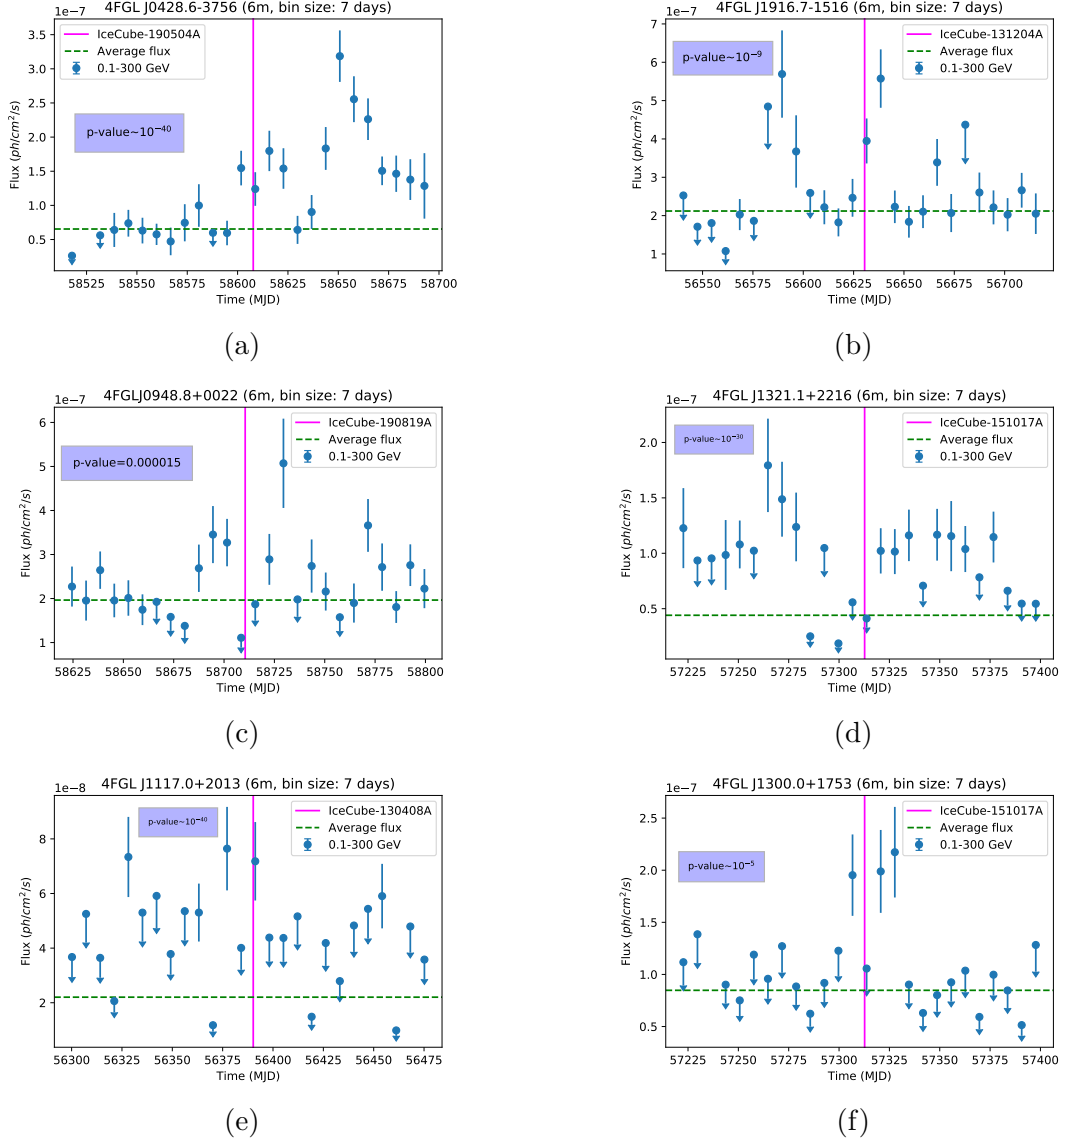 4FGL J0428.6-3756 (6m, bin size: 7 days)
1e−7
IceCube-190504A
Average flux
0.1-300 GeV
p-value~10⁻⁴⁰
Flux (ph/cm²/s)
3.5
3.0
2.5
2.0
1.5
1.0
0.5
58525 58550 58575 58600 58625 58650 58675 58700
Time (MJD)
(a)
4FGL J1916.7-1516 (6m, bin size: 7 days)
1e−7
IceCube-131204A
Average flux
0.1-300 GeV
p-value~10⁻⁹
Flux (ph/cm²/s)
7
6
5
4
3
2
1
56550 56575 56600 56625 56650 56675 56700
Time (MJD)
(b)
4FGLJ0948.8+0022 (6m, bin size: 7 days)
1e−7
IceCube-190819A
Average flux
0.1-300 GeV
p-value=0.000015
Flux (ph/cm²/s)
6
5
4
3
2
1
58625 58650 58675 58700 58725 58750 58775 58800
Time (MJD)
(c)
4FGL J1321.1+2216 (6m, bin size: 7 days)
1e−7
IceCube-151017A
Average flux
0.1-300 GeV
p-value~10⁻³⁰
Flux (ph/cm²/s)
2.0
1.5
1.0
0.5
57225 57250 57275 57300 57325 57350 57375 57400
Time (MJD)
(d)
4FGL J1117.0+2013 (6m, bin size: 7 days)
1e−8
IceCube-130408A
Average flux
0.1-300 GeV
p-value~10⁻⁴⁰
Flux (ph/cm²/s)
8
6
4
2
56300 56325 56350 56375 56400 56425 56450 56475
Time (MJD)
(e)
4FGL J1300.0+1753 (6m, bin size: 7 days)
1e−7
IceCube-151017A
Average flux
0.1-300 GeV
p-value~10⁻⁵
Flux (ph/cm²/s)
2.5
2.0
1.5
1.0
0.5
57225 57250 57275 57300 57325 57350 57375 57400
Time (MJD)
(f)